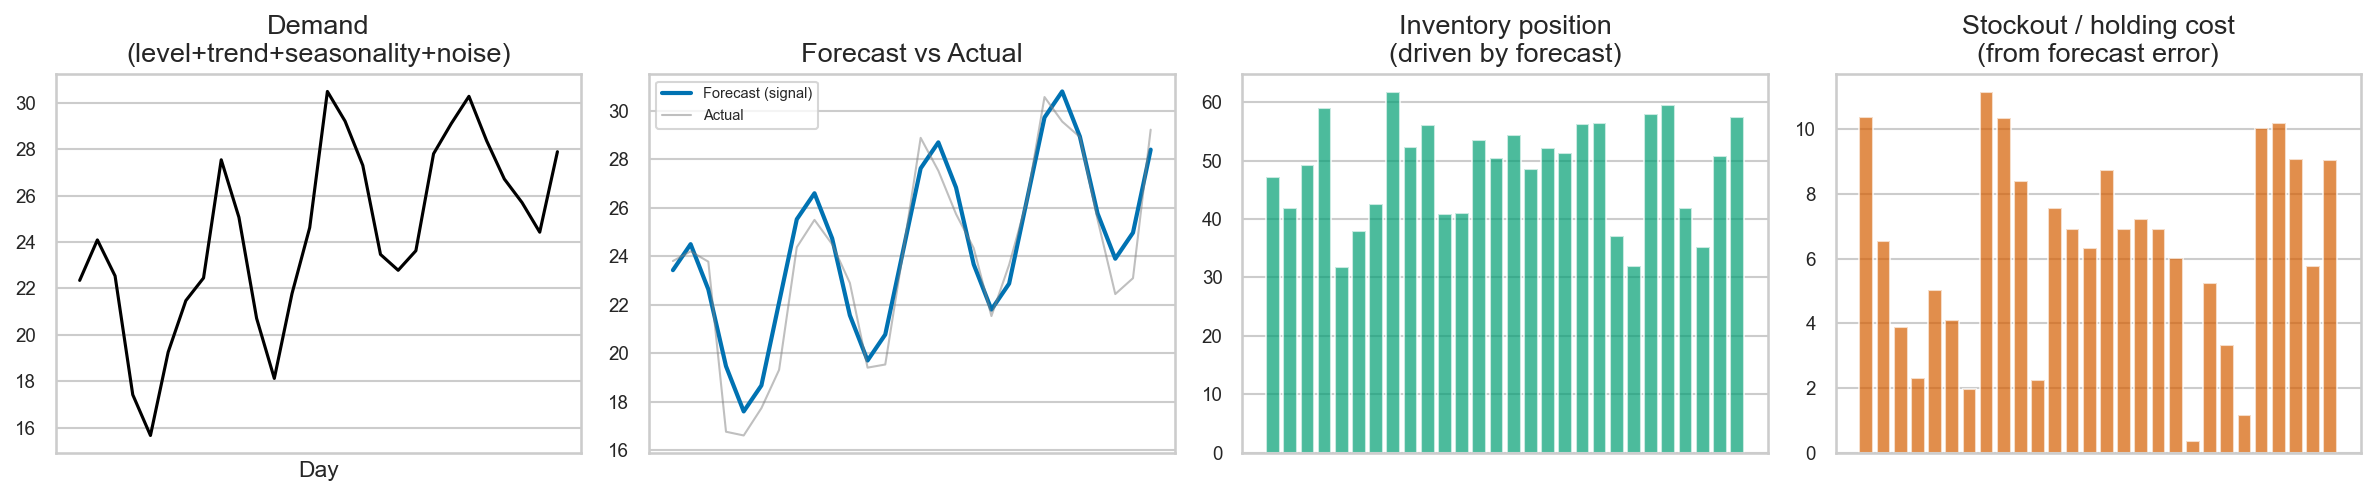 Demand
(level+trend+seasonality+noise)
30
28
26
24
22
20
18
16
Day
Forecast vs Actual
Forecast (signal)
Actual
30
28
26
24
22
20
18
16
Inventory position
(driven by forecast)
60
50
40
30
20
10
0
Stockout / holding cost
(from forecast error)
10
8
6
4
2
0